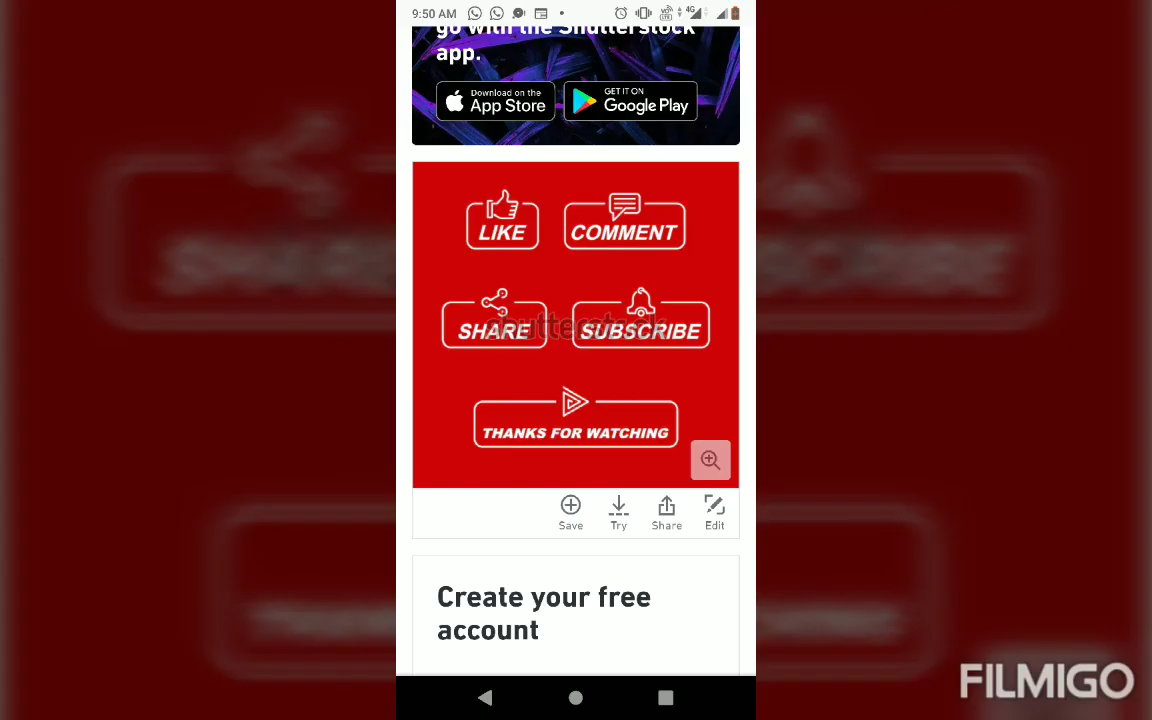 9:50 AM
4G
go with the Shutterstock
app.
Download on the
App Store
GET IT ON
Google Play
LIKE
COMMENT
SHARE
SUBSCRIBE
shutterstock
THANKS FOR WATCHING
Save
Try
Share
Edit
Create your free
account
FILMIGO